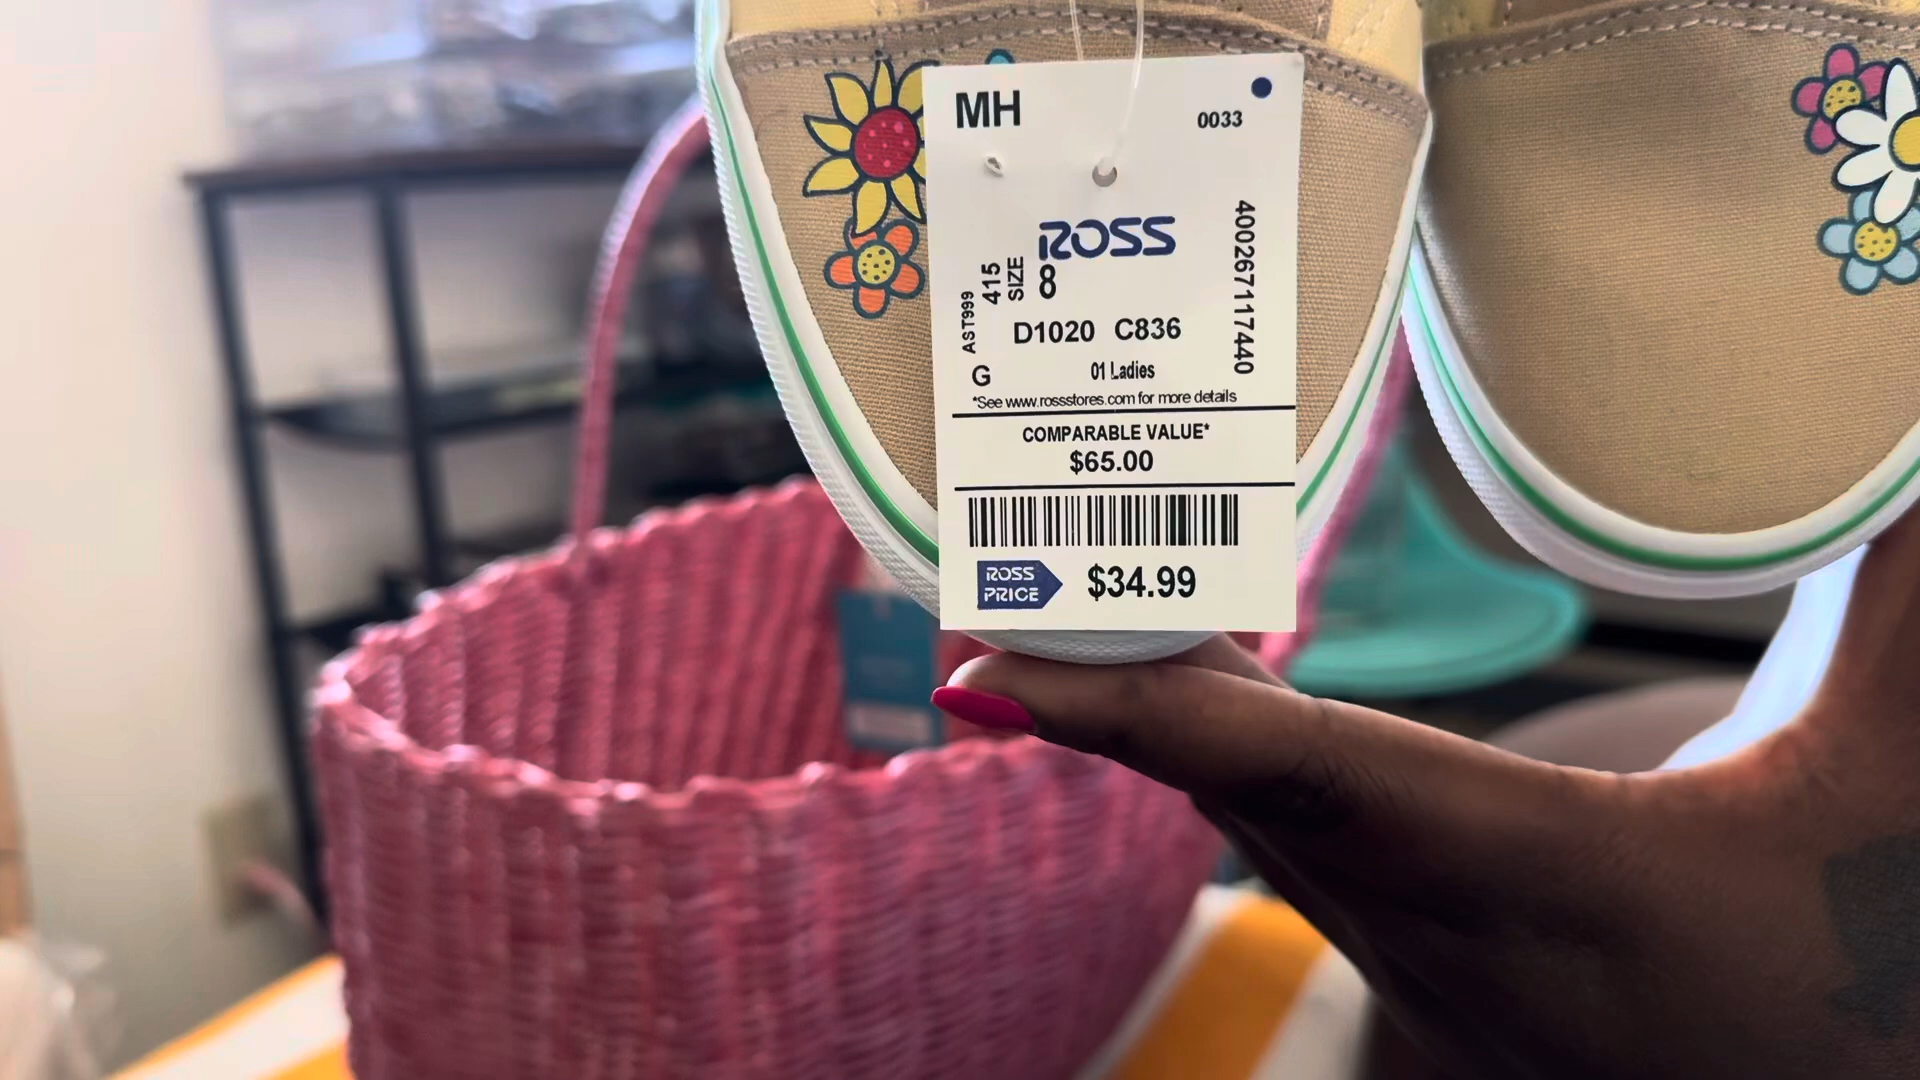 MH
0033
ROSS
400267117440
AST999
415
SIZE
8
D1020 C836
G
01 Ladies
*See www.rossstores.com for more details
COMPARABLE VALUE*
$65.00
ROSS
PRICE
$34.99